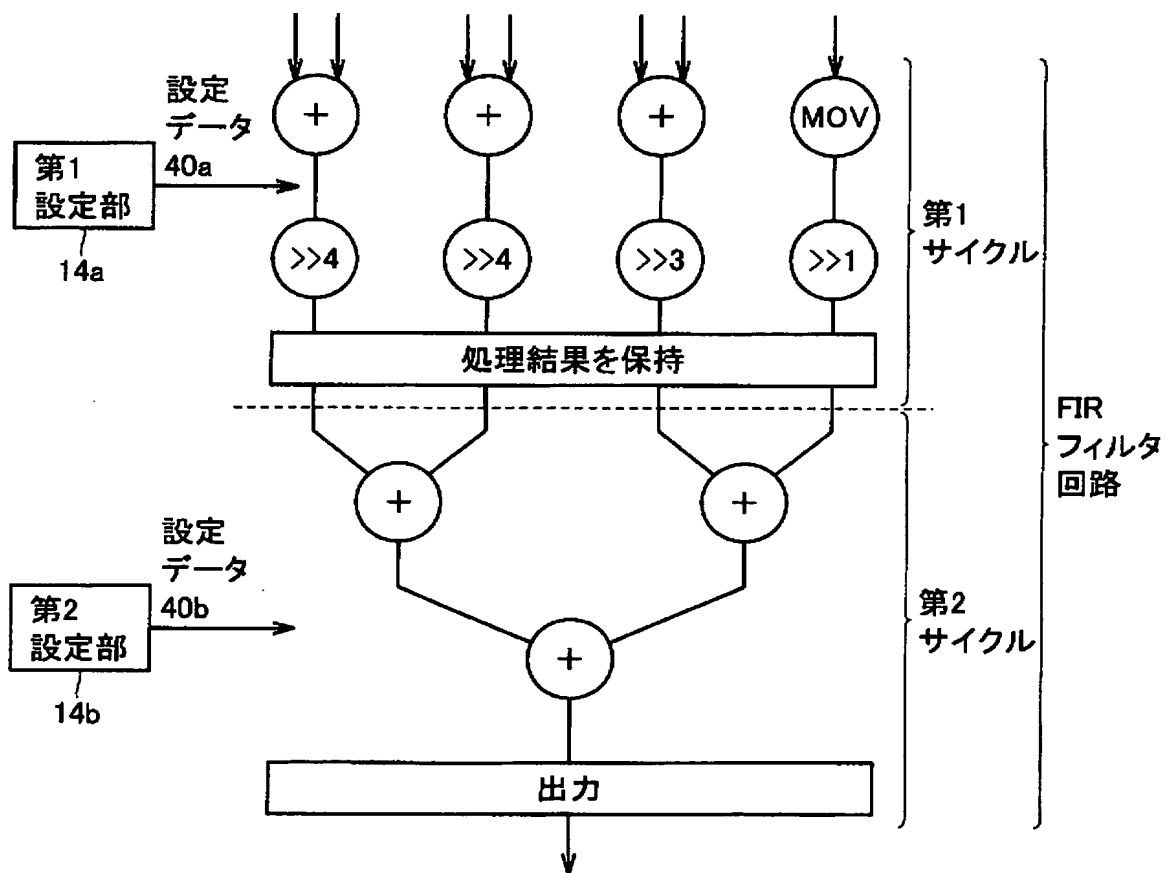 設定
データ
40a
第1
設定部
14a
+
+
+
MOV
>>4
>>4
>>3
>>1
処理結果を保持
第1
サイクル
FIR
フィルタ
回路
設定
データ
40b
第2
設定部
14b
+
+
+
第2
サイクル
出力